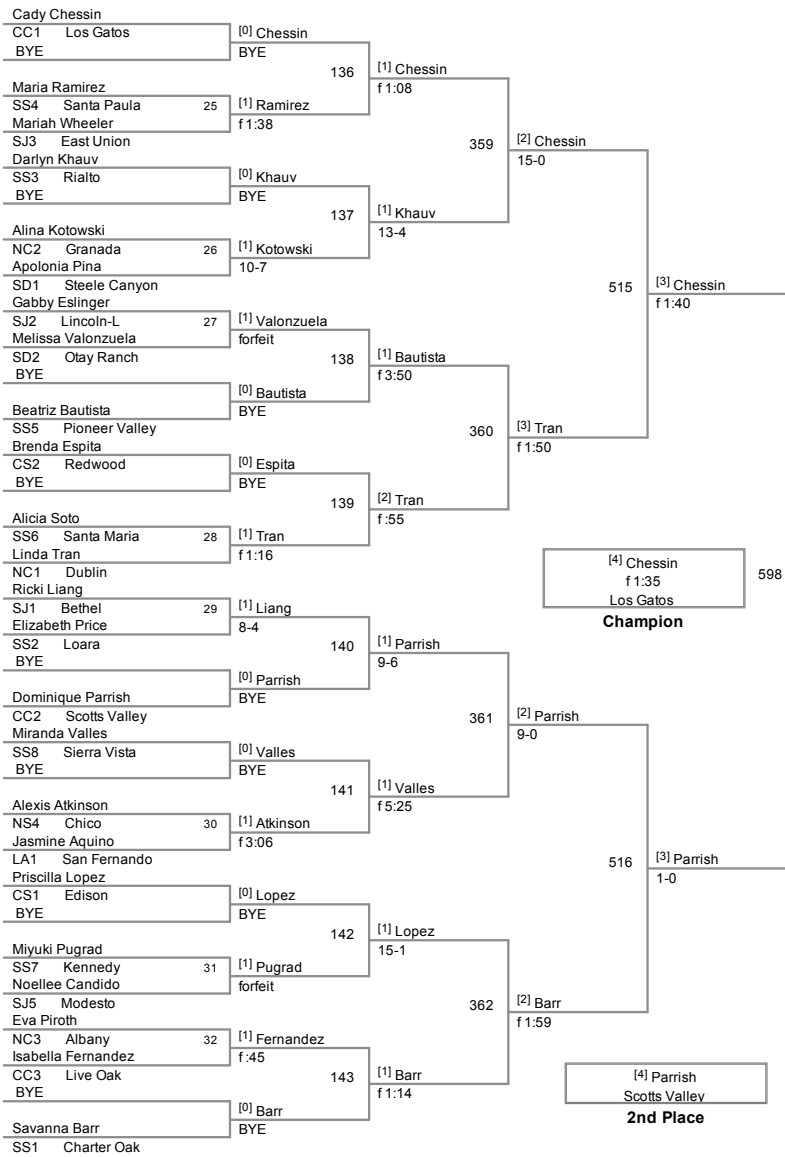 Cady Chessin
CC1 Los Gatos
BYE
[0] Chessin
BYE
136
[1] Chessin
f 1:08
Maria Ramirez
SS4 Santa Paula 25
Mariah Wheeler
SJ3 East Union
[1] Ramirez
f 1:38
359
[2] Chessin
15-0
Darlyn Khauv
SS3 Rialto
BYE
[0] Khauv
BYE
137
[1] Khauv
13-4
Alina Kotowski
NC2 Granada 26
Apolonia Pina
SD1 Steele Canyon
[1] Kotowski
10-7
515
[3] Chessin
f 1:40
Gabby Eslinger
SJ2 Lincoln-L 27
Melissa Valonzuela
SD2 Otay Ranch
[1] Valonzuela
forfeit
138
[1] Bautista
f 3:50
BYE
Beatriz Bautista
SS5 Pioneer Valley
[0] Bautista
BYE
360
[3] Tran
f 1:50
Brenda Espita
CS2 Redwood
BYE
[0] Espita
BYE
139
[2] Tran
f :55
Alicia Soto
SS6 Santa Maria 28
Linda Tran
NC1 Dublin
[1] Tran
f 1:16
[4] Chessin
f 1:35
Los Gatos
598
Champion
Ricki Liang
SJ1 Bethel 29
Elizabeth Price
SS2 Loara
[1] Liang
8-4
140
[1] Parrish
9-6
BYE
Dominique Parrish
CC2 Scotts Valley
[0] Parrish
BYE
361
[2] Parrish
9-0
Miranda Valles
SS8 Sierra Vista
BYE
[0] Valles
BYE
141
[1] Valles
f 5:25
Alexis Atkinson
NS4 Chico 30
Jasmine Aquino
LA1 San Fernando
[1] Atkinson
f 3:06
516
[3] Parrish
1-0
Priscilla Lopez
CS1 Edison
BYE
[0] Lopez
BYE
142
[1] Lopez
15-1
Miyuki Pugrad
SS7 Kennedy 31
Noellee Candido
SJ5 Modesto
[1] Pugrad
forfeit
362
[2] Barr
f 1:59
Eva Piroth
NC3 Albany 32
Isabella Fernandez
CC3 Live Oak
[1] Fernandez
f :45
143
[1] Barr
f 1:14
BYE
Savanna Barr
SS1 Charter Oak
[0] Barr
BYE
[4] Parrish
Scotts Valley
2nd Place